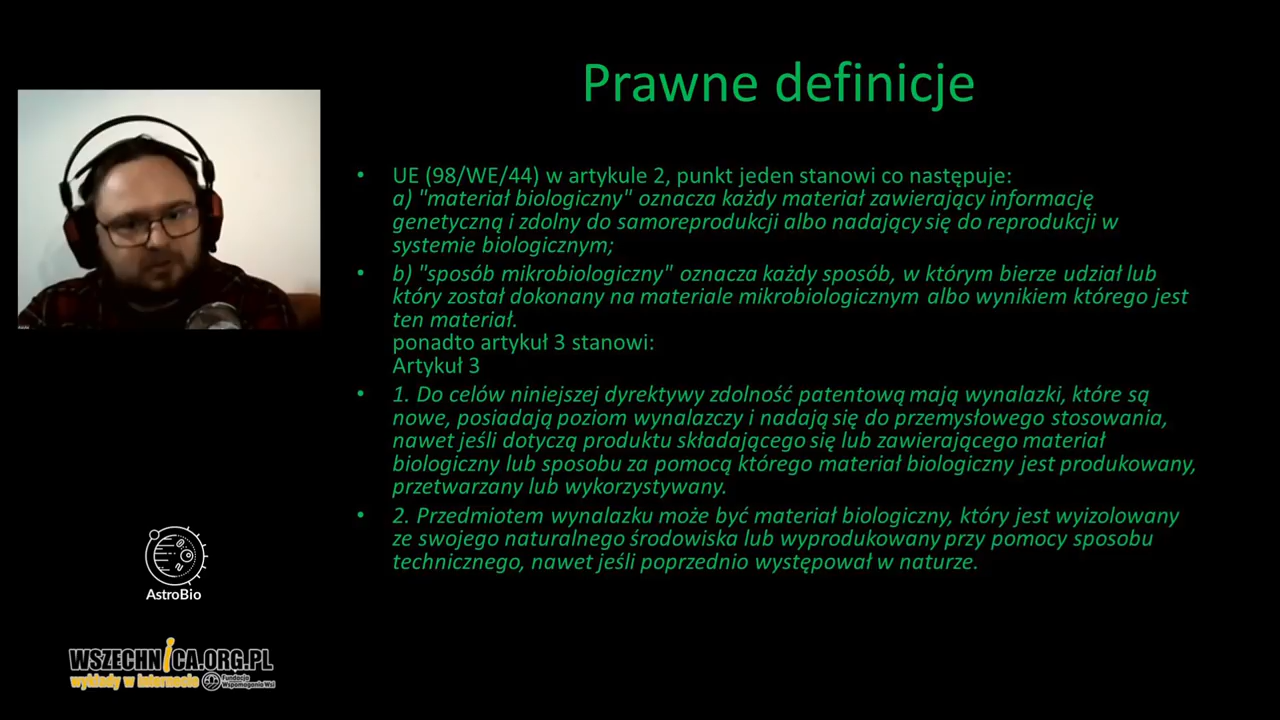 Prawne definicje
UE (98/WE/44) w artykule 2, punkt jeden stanowi co następuje:
a) "materiał biologiczny" oznacza każdy materiał zawierający informację
genetyczną i zdolny do samoreprodukcji albo nadający się do reprodukcji w
systemie biologicznym;
b) "sposób mikrobiologiczny" oznacza każdy sposób, w którym bierze udział lub
który został dokonany na materiale mikrobiologicznym albo wynikiem którego jest
ten materiał.
ponadto artykuł 3 stanowi:
Artykuł 3
1. Do celów niniejszej dyrektywy zdolność patentową mają wynalazki, które są
nowe, posiadają poziom wynalazczy i nadają się do przemysłowego stosowania,
nawet jeśli dotyczą produktu składającego się lub zawierającego materiał
biologiczny lub sposobu za pomocą którego materiał biologiczny jest produkowany,
przetwarzany lub wykorzystywany.
2. Przedmiotem wynalazku może być materiał biologiczny, który jest wyizolowany
ze swojego naturalnego środowiska lub wyprodukowany przy pomocy sposobu
technicznego, nawet jeśli poprzednio występował w naturze.
AstroBio
WSZECHNiCA.ORG.PL
wykłady w internecie
Fundacja
Wspomagania Wsi